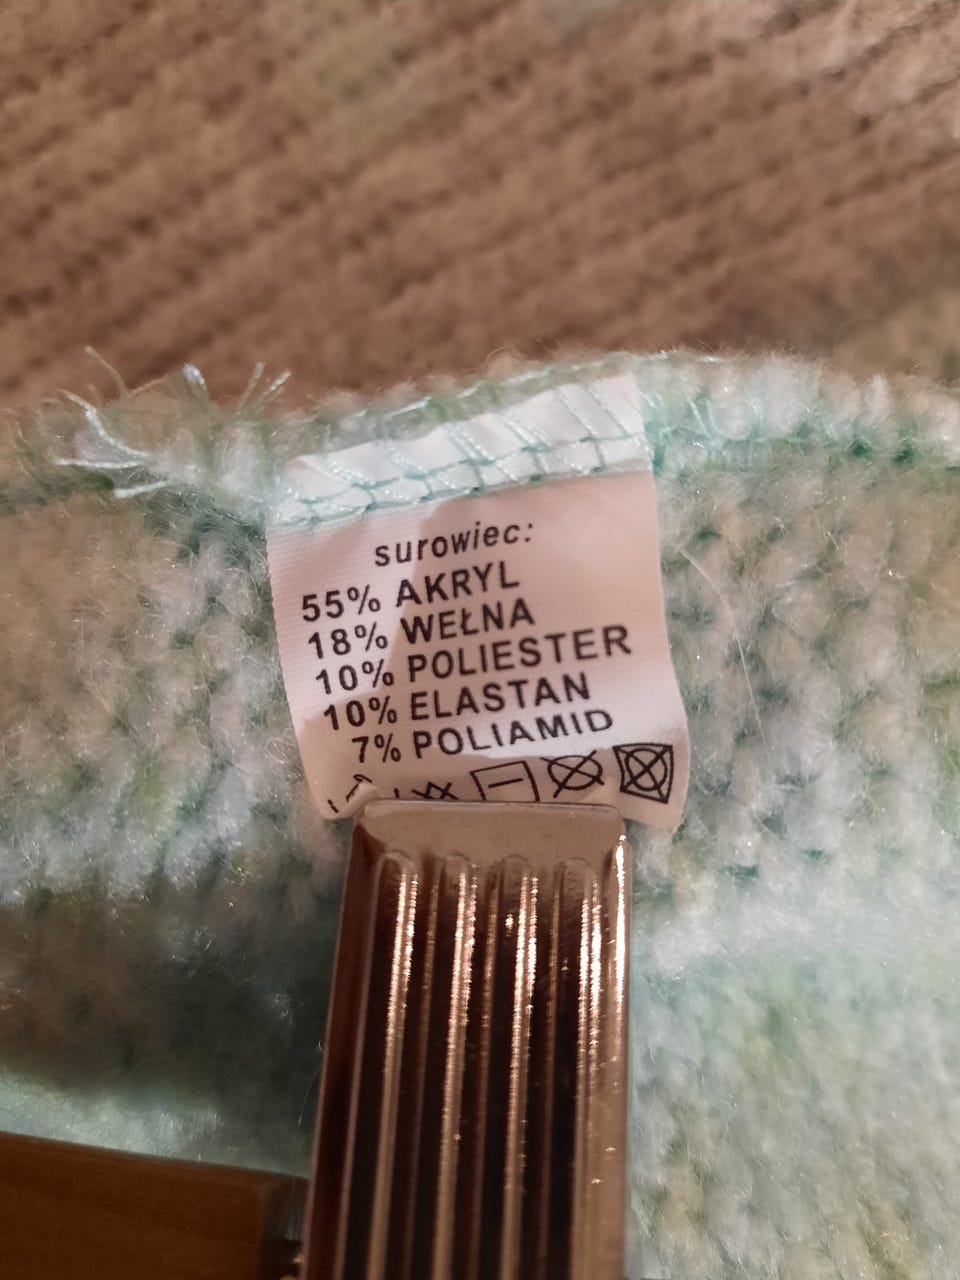 surowiec:
55% AKRYL
18% WEŁNA
10% POLIESTER
10% ELASTAN
7% POLIAMID